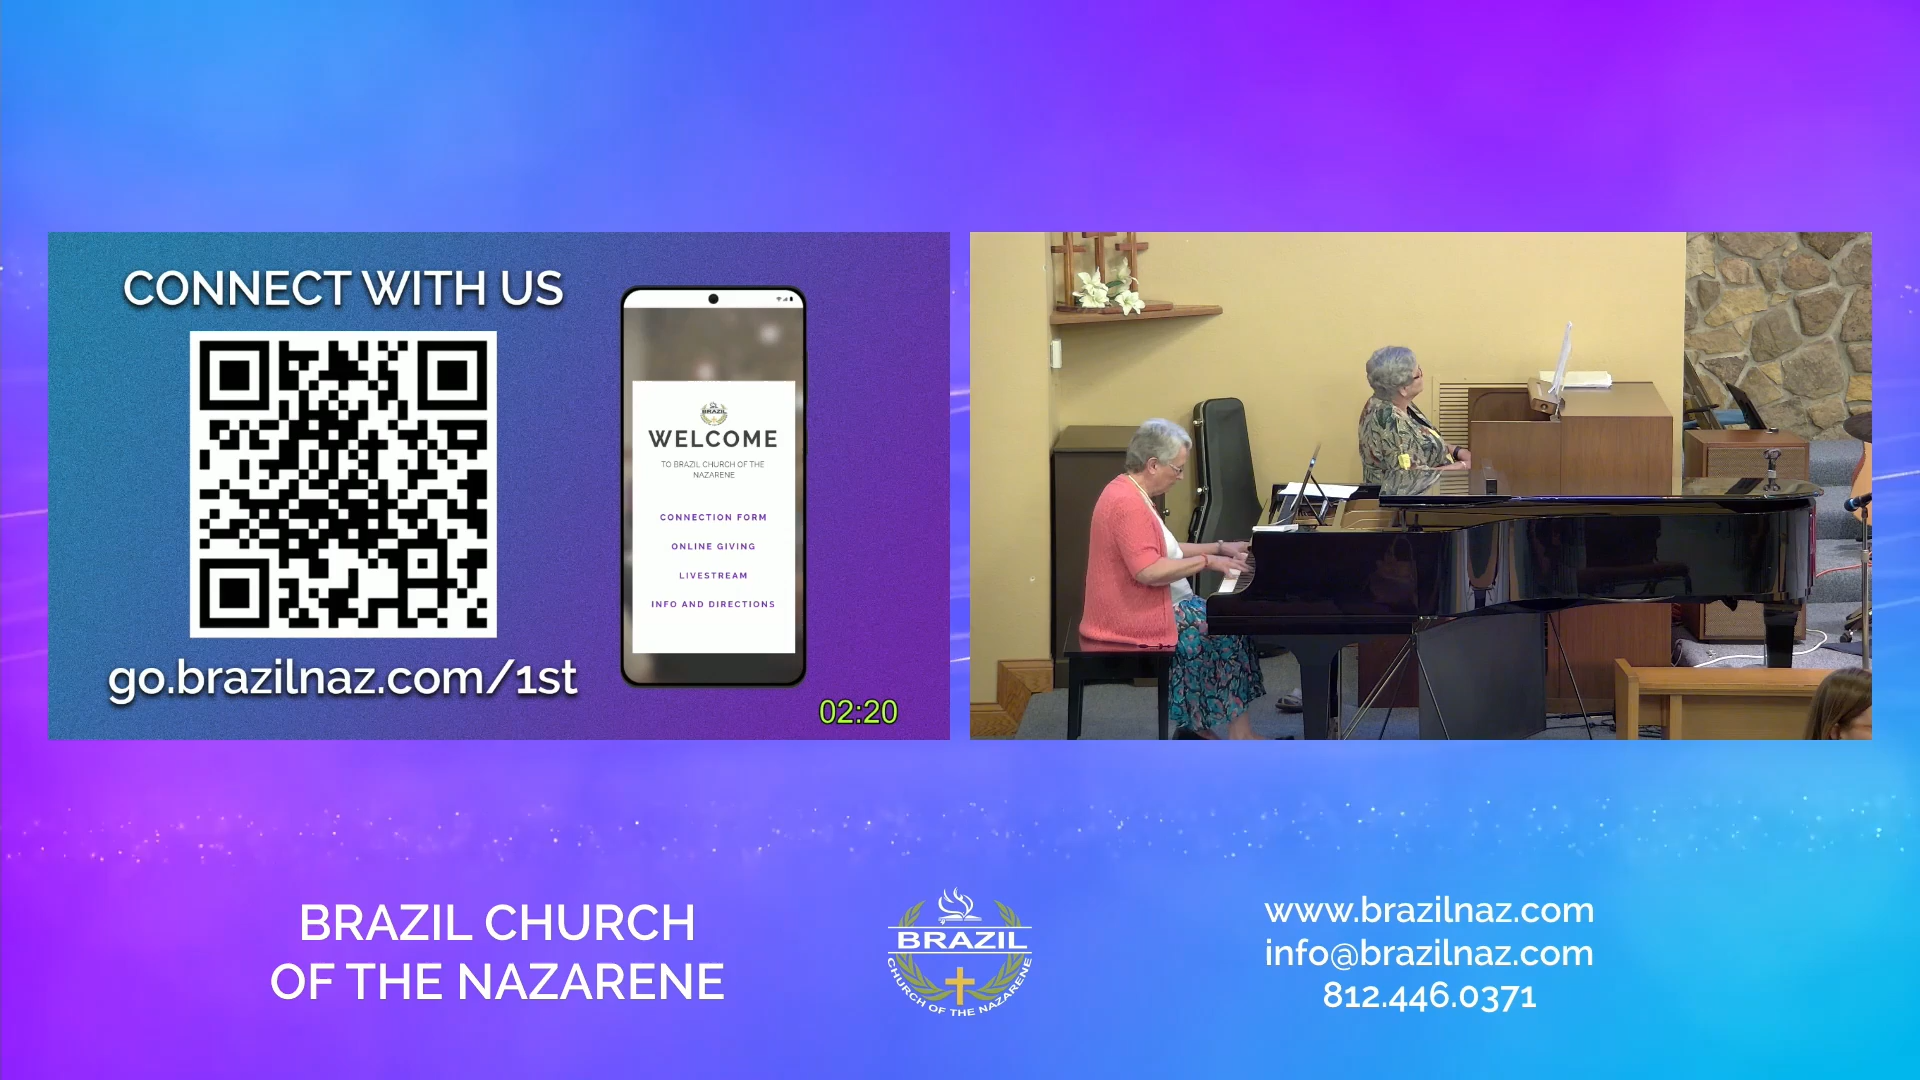 CONNECT WITH US
go.brazilnaz.com/1st
BRAZIL
WELCOME
TO BRAZIL CHURCH OF THE
NAZARENE
CONNECTION FORM
ONLINE GIVING
LIVESTREAM
INFO AND DIRECTIONS
02:20
BRAZIL CHURCH
OF THE NAZARENE
BRAZIL
CHURCH OF THE NAZARENE
www.brazilnaz.com
info@brazilnaz.com
812.446.0371